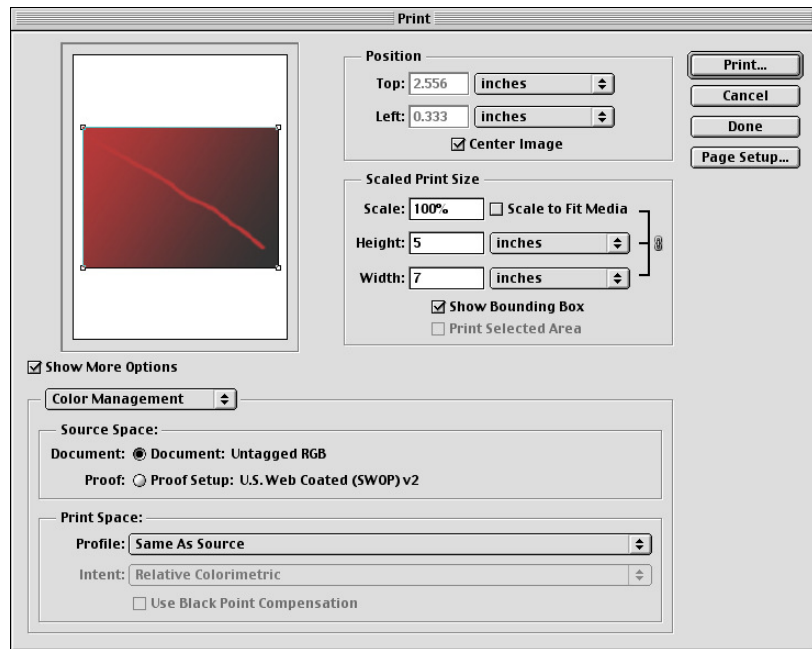 Print
Position
Top: 2.556 inches
Left: 0.333 inches
Center Image
Scaled Print Size
Scale: 100% Scale to Fit Media
Height: 5 inches
Width: 7 inches
Show Bounding Box
Print Selected Area
Print...
Cancel
Done
Page Setup...
Show More Options
Color Management
Source Space:
Document: Document: Untagged RGB
Proof: Proof Setup: U.S. Web Coated (SWOP) v2
Print Space:
Profile: Same As Source
Intent: Relative Colorimetric
Use Black Point Compensation